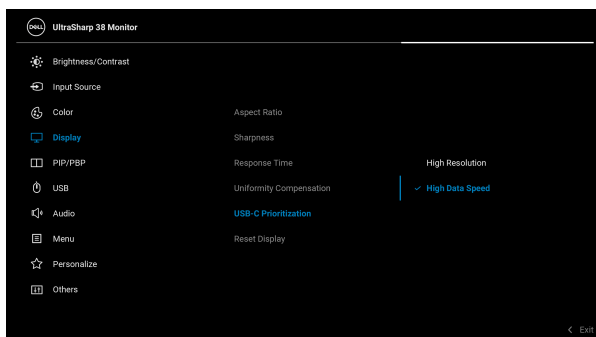 DELL UltraSharp 38 Monitor
Brightness/Contrast
Input Source
Color
Aspect Ratio
Display
Sharpness
PIP/PBP
Response Time
High Resolution
USB
Uniformity Compensation
High Data Speed
Audio
USB-C Prioritization
Menu
Reset Display
Personalize
Others
Exit